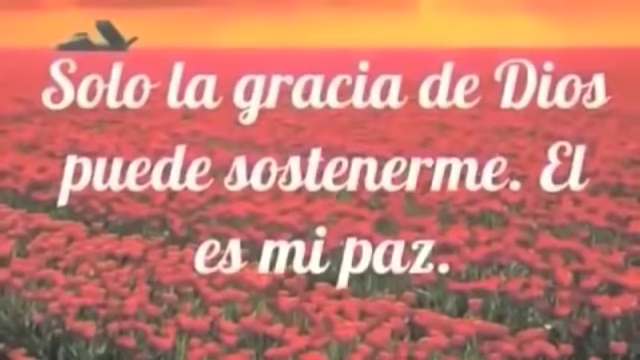 Solo la gracia de Dios
puede sostenerme. El
es mi paz.